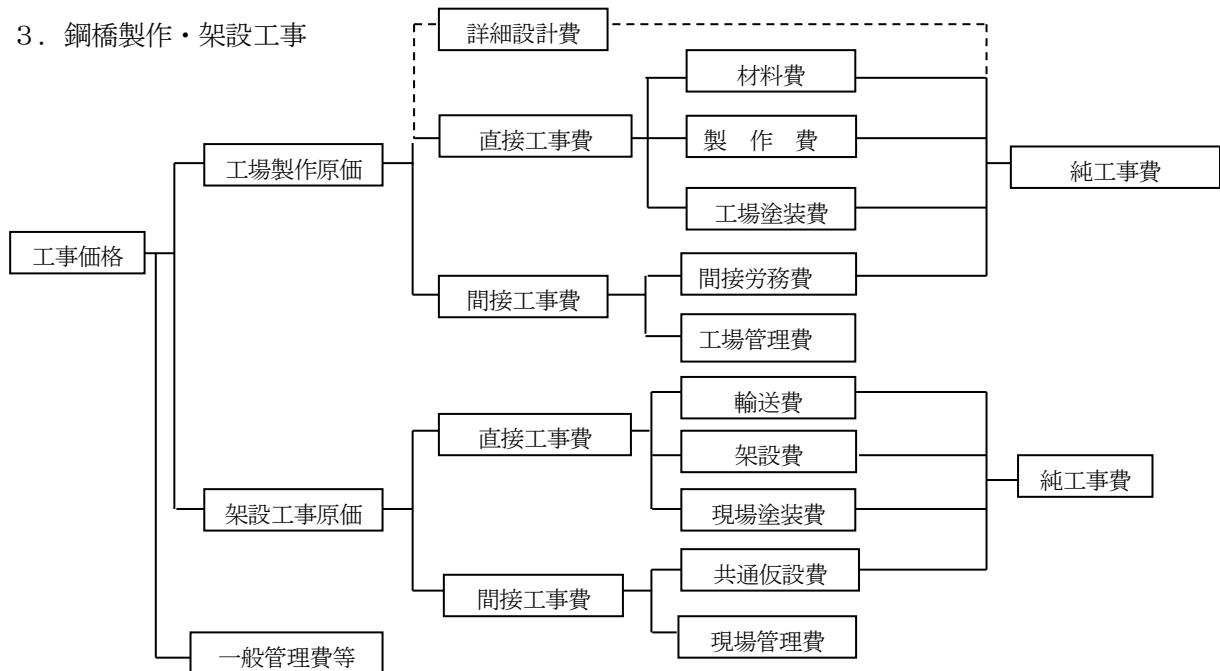 3．鋼橋製作・架設工事
詳細設計費
材料費
直接工事費
製　作　費
工場製作原価
純工事費
工場塗装費
工事価格
間接労務費
間接工事費
工場管理費
輸送費
直接工事費
架設費
純工事費
架設工事原価
現場塗装費
共通仮設費
間接工事費
現場管理費
一般管理費等